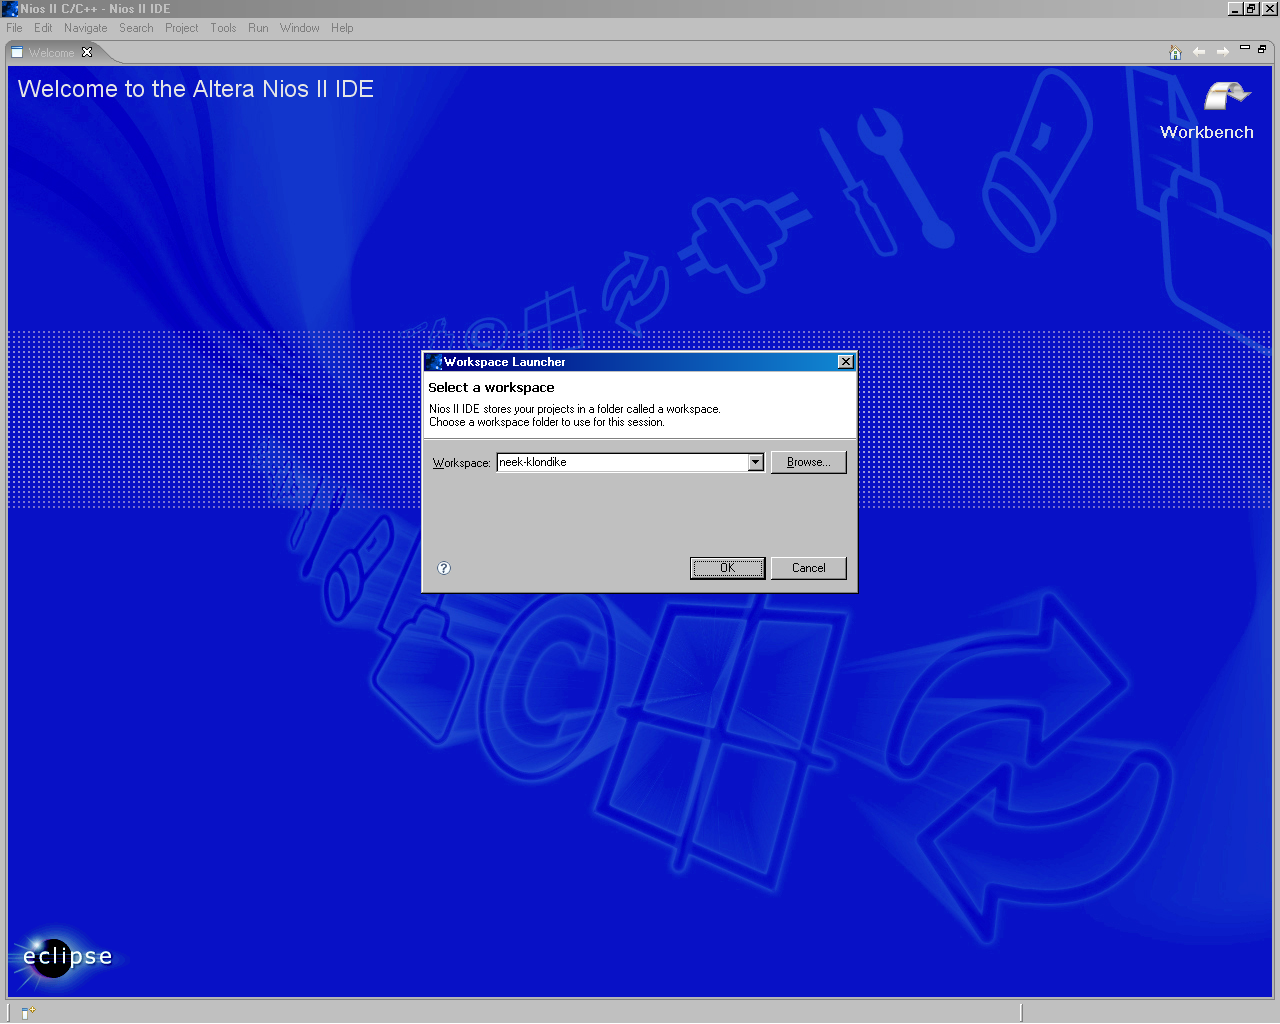 Nios II C/C++ - Nios II IDE
File Edit Navigate Search Project Tools Run Window Help
Welcome
Welcome to the Altera Nios II IDE
Workbench
Workspace Launcher
Select a workspace
Nios II IDE stores your projects in a folder called a workspace.
Choose a workspace folder to use for this session.
Workspace: neek-klondike Browse...
OK Cancel
eclipse